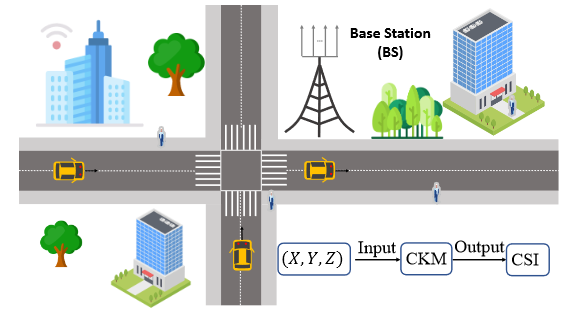 Base Station
(BS)
(X, Y, Z)
Input
CKM
Output
CSI